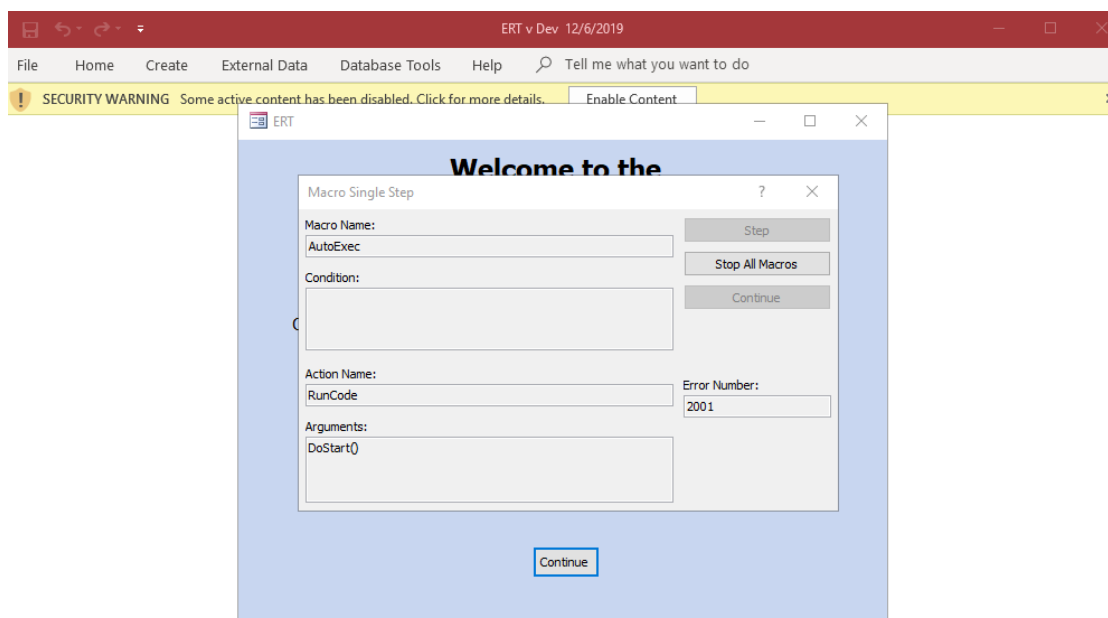 ERT v Dev 12/6/2019
File Home Create External Data Database Tools Help Tell me what you want to do
SECURITY WARNING Some active content has been disabled. Click for more details. Enable Content
ERT
Welcome to the
Macro Single Step
Macro Name:
AutoExec
Step
Stop All Macros
Condition:
Continue
Action Name:
RunCode
Error Number:
2001
Arguments:
DoStart()
Continue